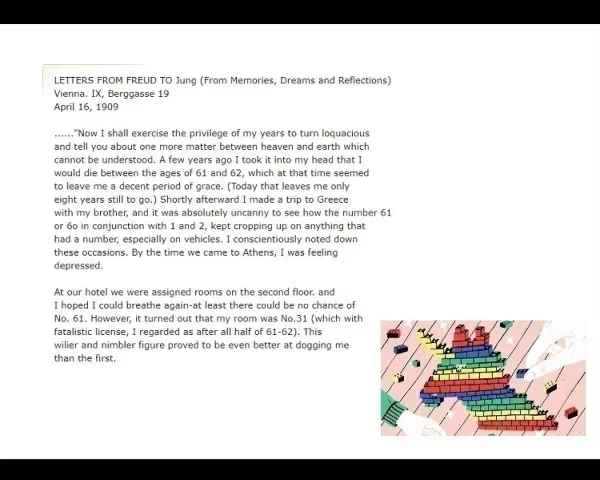 LETTERS FROM FREUD TO Jung (From Memories, Dreams and Reflections)
Vienna. IX, Berggasse 19
April 16, 1909
......"Now I shall exercise the privilege of my years to turn loquacious
and tell you about one more matter between heaven and earth which
cannot be understood. A few years ago I took it into my head that I
would die between the ages of 61 and 62, which at that time seemed
to leave me a decent period of grace. (Today that leaves me only
eight years still to go.) Shortly afterward I made a trip to Greece
with my brother, and it was absolutely uncanny to see how the number 61
or 6o in conjunction with 1 and 2, kept cropping up on anything that
had a number, especially on vehicles. I conscientiously noted down
these occasions. By the time we came to Athens, I was feeling
depressed.
At our hotel we were assigned rooms on the second floor. and
I hoped I could breathe again-at least there could be no chance of
No. 61. However, it turned out that my room was No.31 (which with
fatalistic license, I regarded as after all half of 61-62). This
wilier and nimbler figure proved to be even better at dogging me
than the first.